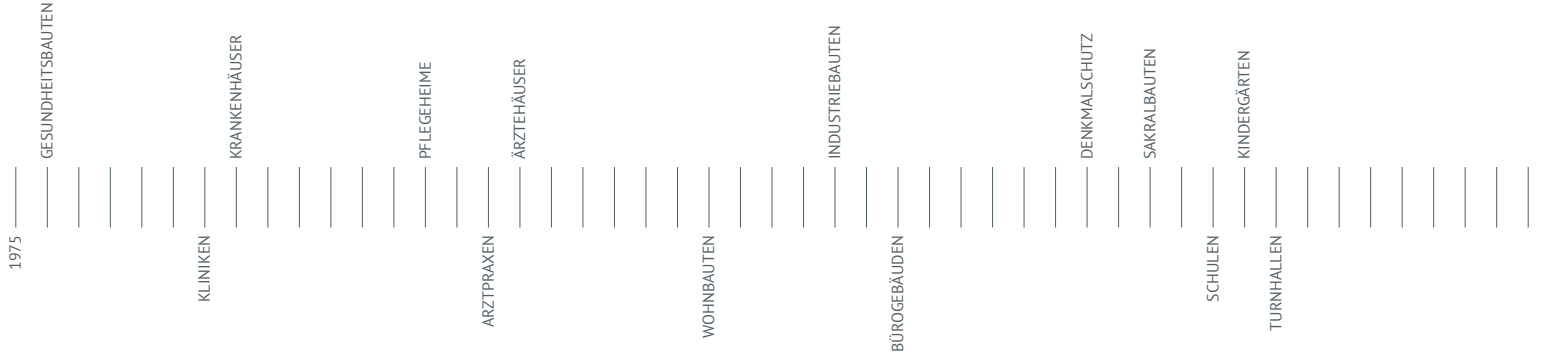 1975
GESUNDHEITSBAUTEN
KLINIKEN
KRANKENHÄUSER
PFLEGEHEIME
ARZTPRAXEN
ÄRZTEHÄUSER
WOHNBAUTEN
INDUSTRIEBAUTEN
BÜROGEBÄUDEN
DENKMALSCHUTZ
SAKRALBAUTEN
SCHULEN
KINDERGÄRTEN
TURNHALLEN